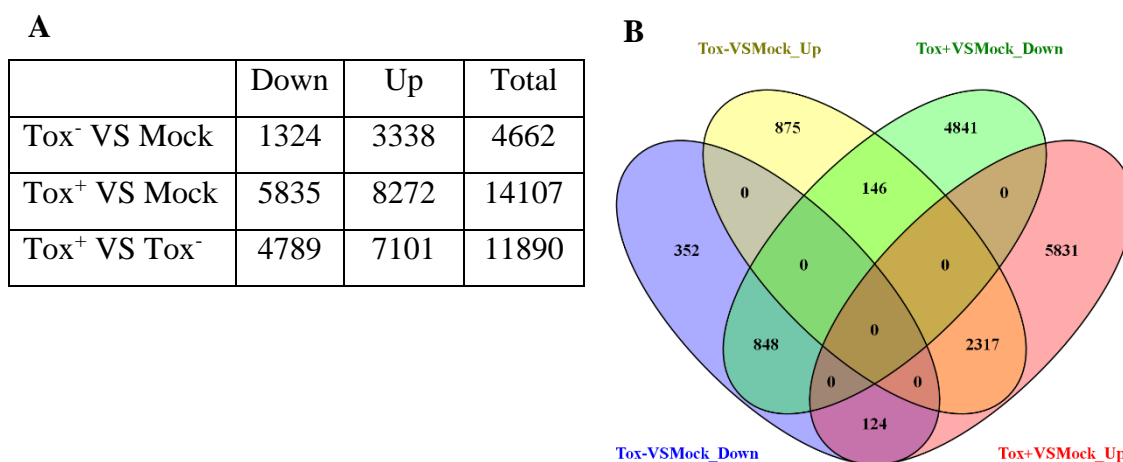 A
Down Up Total
Tox⁻ VS Mock 1324 3338 4662
Tox⁺ VS Mock 5835 8272 14107
Tox⁺ VS Tox⁻ 4789 7101 11890
B
Tox-VSMock_Up Tox+VSMock_Down
875 4841
0 146 0
352 0 0 5831
0
848 2317
0 0
124
Tox-VSMock_Down Tox+VSMock_Up